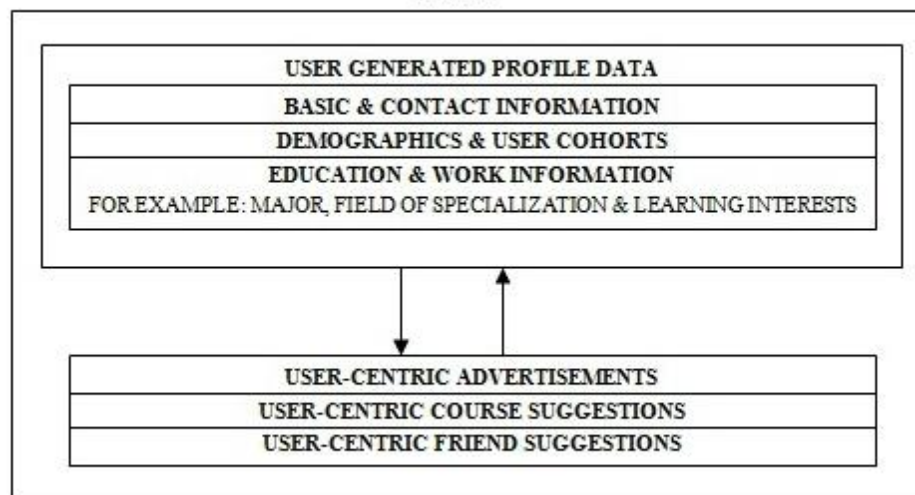 USER GENERATED PROFILE DATA
BASIC & CONTACT INFORMATION
DEMOGRAPHICS & USER COHORTS
EDUCATION & WORK INFORMATION
FOR EXAMPLE: MAJOR, FIELD OF SPECIALIZATION & LEARNING INTERESTS
USER-CENTRIC ADVERTISEMENTS
USER-CENTRIC COURSE SUGGESTIONS
USER-CENTRIC FRIEND SUGGESTIONS